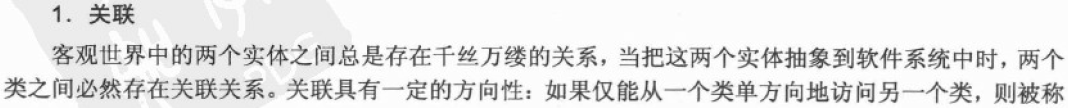 1. 关联
客观世界中的两个实体之间总是存在千丝万缕的关系，当把这两个实体抽象到软件系统中时，两个
类之间必然存在关联关系。关联具有一定的方向性：如果仅能从一个类单方向地访问另一个类，则被称